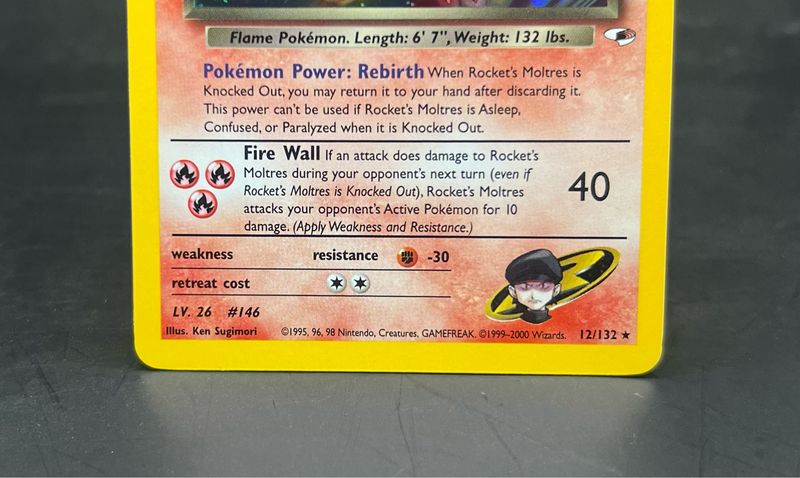 Flame Pokémon. Length: 6' 7", Weight: 132 lbs.
Pokémon Power: Rebirth When Rocket's Moltres is
Knocked Out, you may return it to your hand after discarding it.
This power can't be used if Rocket's Moltres is Asleep,
Confused, or Paralyzed when it is Knocked Out.
Fire Wall If an attack does damage to Rocket's
Moltres during your opponent's next turn (even if
Rocket's Moltres is Knocked Out), Rocket's Moltres
attacks your opponent's Active Pokémon for 10
damage. (Apply Weakness and Resistance.)
40
weakness resistance -30
retreat cost
LV. 26 #146
Illus. Ken Sugimori ©1995, 96, 98 Nintendo, Creatures, GAMEFREAK. ©1999-2000 Wizards. 12/132 ★